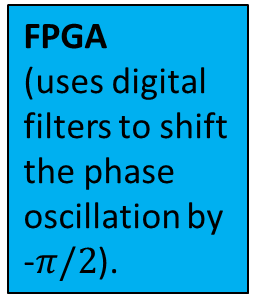 FPGA
(uses digital
filters to shift
the phase
oscillation by
-𝜋/2).